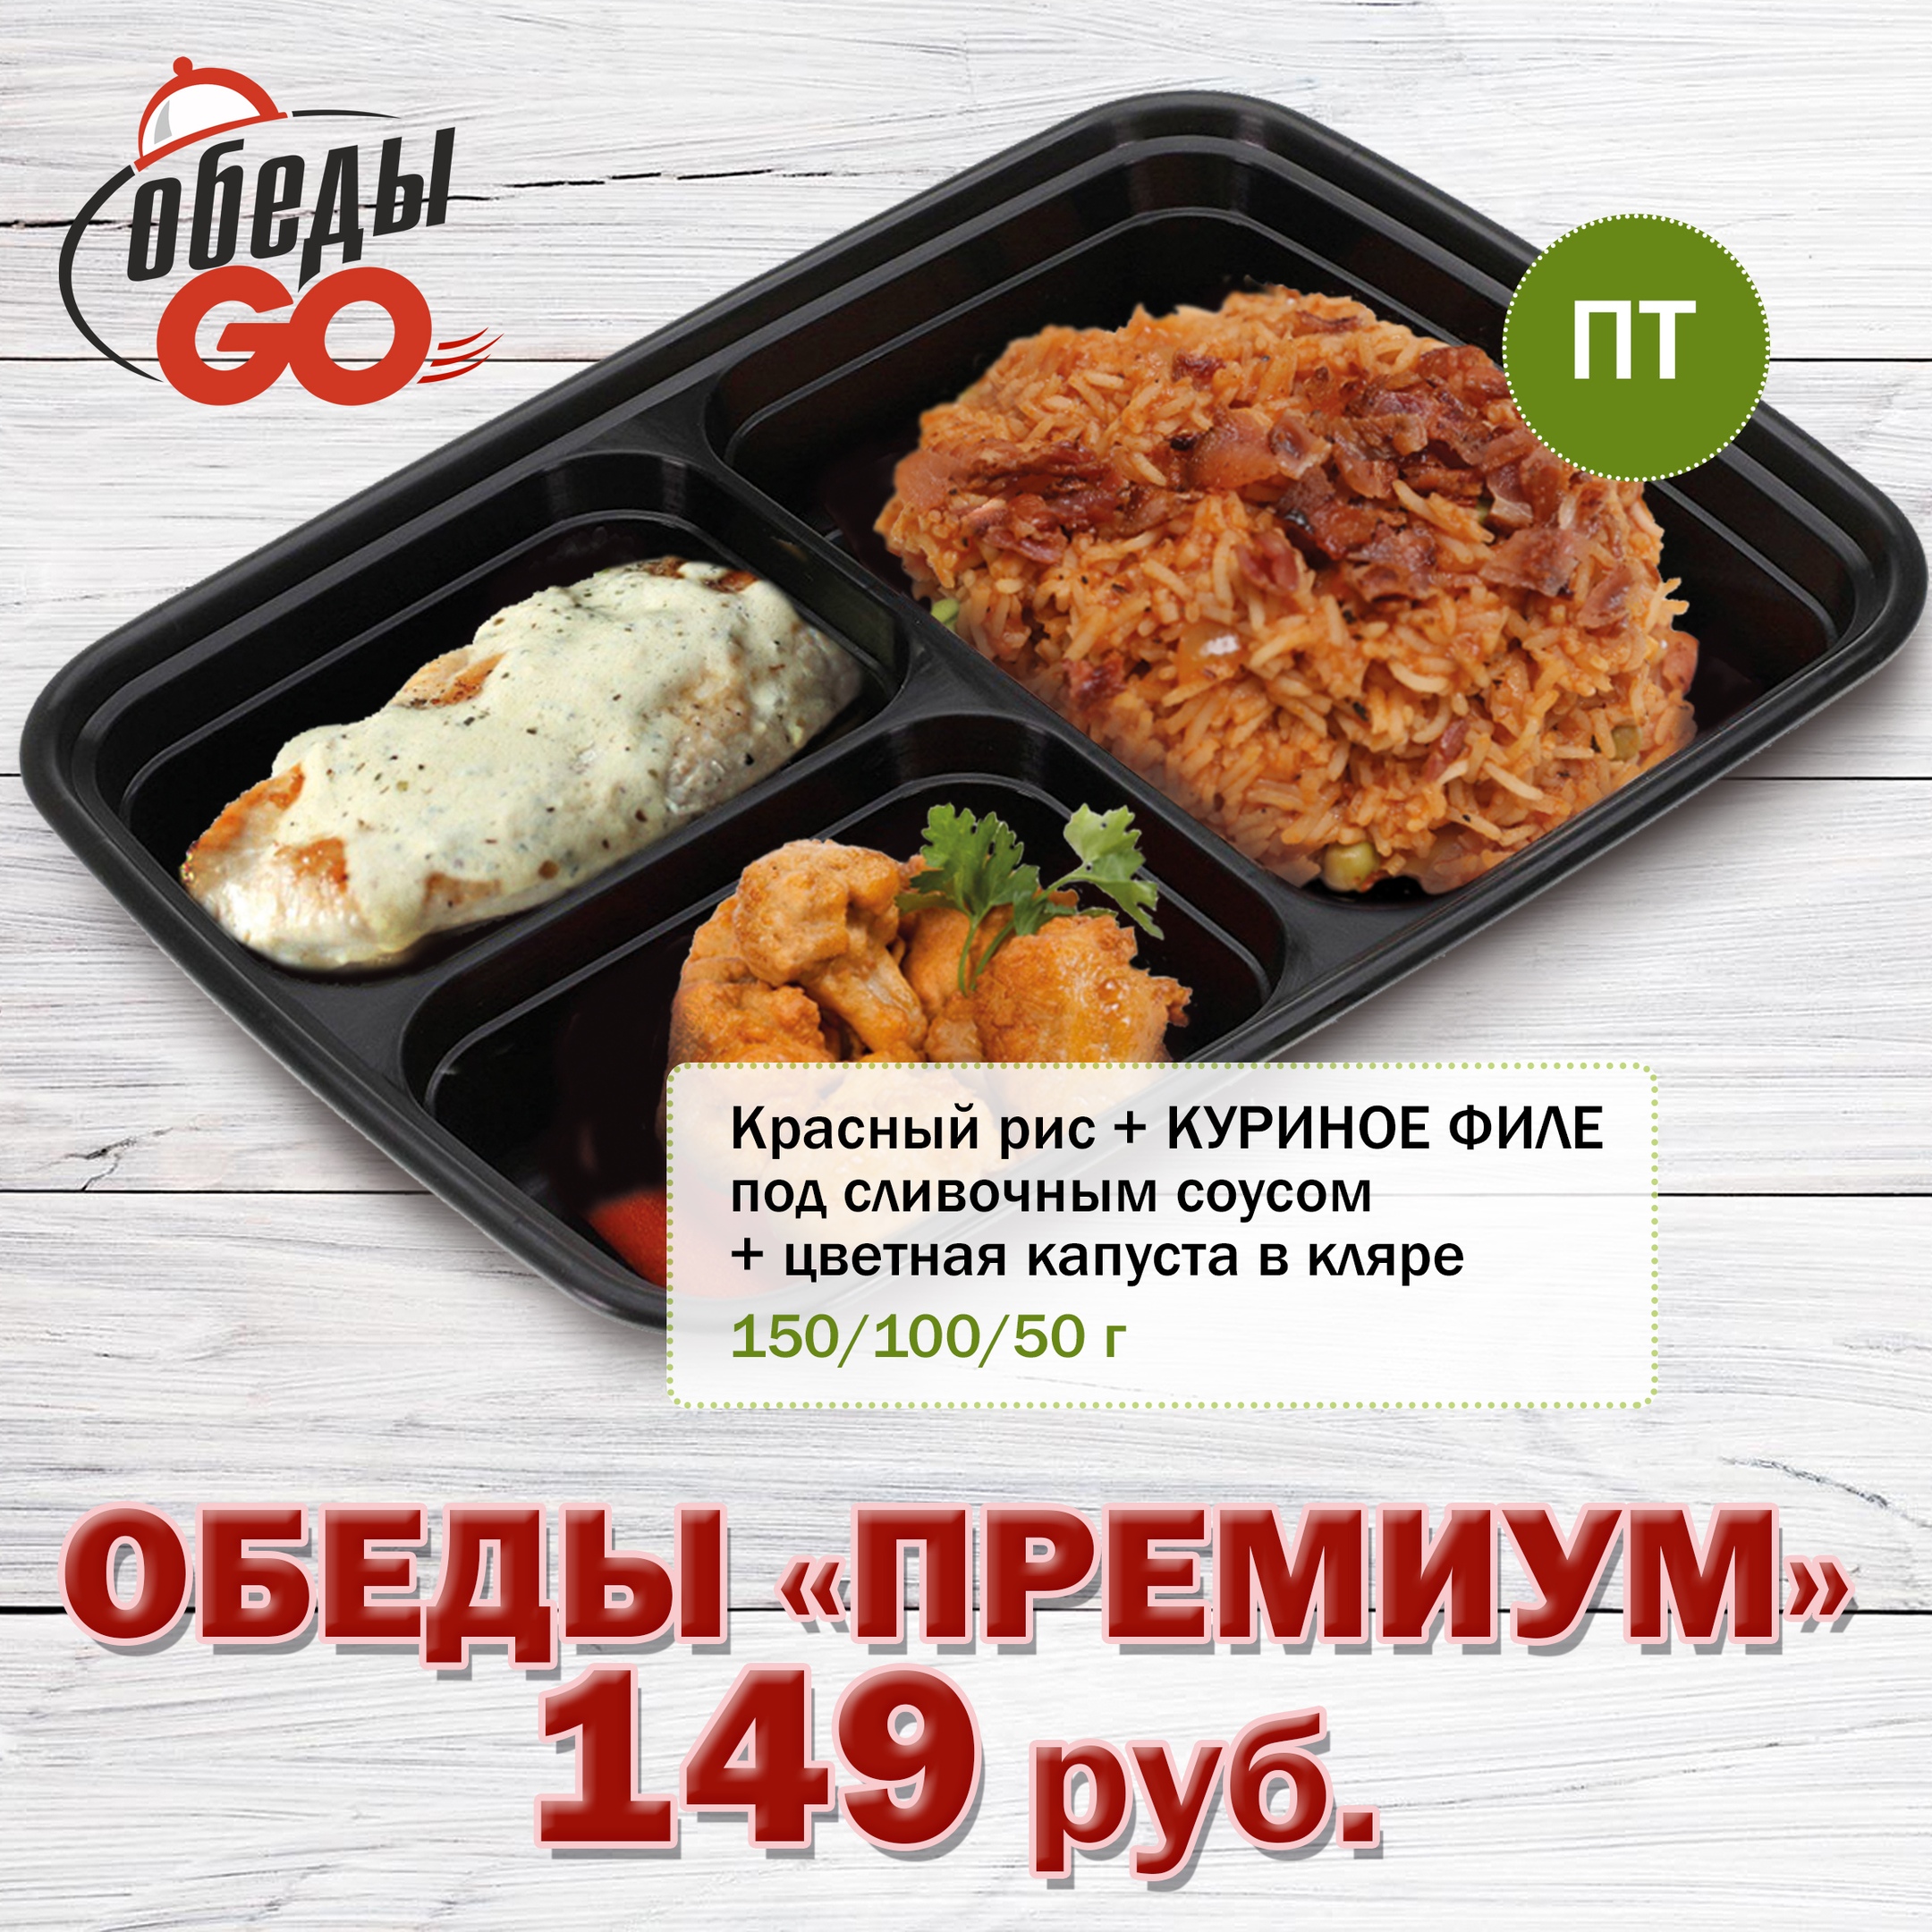 обеды
GO
ПТ
Красный рис + КУРИНОЕ ФИЛЕ
под сливочным соусом
+ цветная капуста в кляре
150/100/50 г
ОБЕДЫ «ПРЕМИУМ»
149 руб.